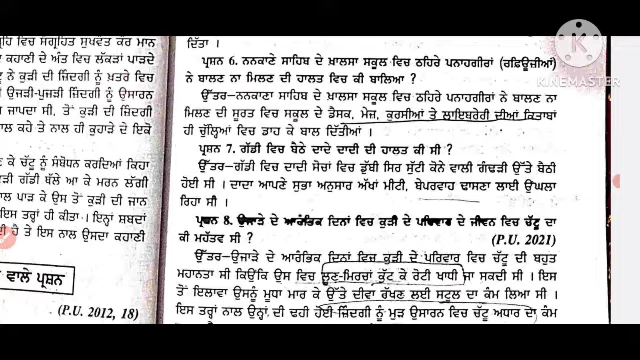 ਗ੍ਰਹਿ ਵਿਚ ਸੰਗ੍ਰਹਿਤ ਸੁਖਵੰਤ ਕੌਰ ਮਾਨ
ਕਹਾਣੀ ਦੇ ਅੰਤ ਵਿਚ ਲੱਕੜਾਂ ਪਾੜਦੇ
ਨੇ ਕੁੜੀ ਦੀ ਜ਼ਿੰਦਗੀ ਨੂੰ ਖ਼ਤਰੇ ਵਿਚ
ਉਜੜੀ-ਪੁਜੜੀ ਜ਼ਿੰਦਗੀ ਨੂੰ ਉਸਾਰਨ
ਜਾਪਦਾ ਸੀ, ਤੋਂ ਕੁੜੀ ਦੀ ਜ਼ਿੰਦਗੀ
ਕਹੇ ਤੇ ਨਾਲ ਹੀ ਕੁਹਾੜੇ ਦੇ ਇਕੋ
ਕੇ ਚੱਟੂ ਨੂੰ ਸੰਬੋਧਨ ਕਰਦਿਆਂ ਕਿਹਾ
ਗੱਡੀ ਥੱਲੇ ਆ ਕੇ ਮਰਨ ਲੱਗੀ
ਪਾੜ ਕੇ ਉਸ ਤੋਂ ਕੁੜੀ ਦੀ ਜਾਨ
ਇਸ ਤਰ੍ਹਾਂ ਹੀ ਕੀਤਾ। ਇਨ੍ਹਾਂ ਸ਼ਬਦਾਂ
ਹੈ ਤੇ ਇਸ ਨਾਲ ਉਸਦਾ ਕਹਾਣੀ
ਵਾਲੇ ਪ੍ਰਸ਼ਨ
(P.U. 2012, 18)
ਦਿੱਤਾ।
ਪ੍ਰਸ਼ਨ 6. ਨਨਕਾਣੇ ਸਾਹਿਬ ਦੇ ਖ਼ਾਲਸਾ ਸਕੂਲ ਵਿਚ ਠਹਿਰੇ ਪਨਾਹਗੀਰਾਂ (ਰਫ਼ਿਊਜੀਆਂ)
ਨੇ ਬਾਲਣ ਨਾ ਮਿਲਣ ਦੀ ਹਾਲਤ ਵਿਚ ਕੀ ਬਾਲਿਆ ?
ਉੱਤਰ-ਨਨਕਾਣਾ ਸਾਹਿਬ ਦੇ ਖ਼ਾਲਸਾ ਸਕੂਲ ਵਿਚ ਠਹਿਰੇ ਪਨਾਹਗੀਰਾਂ ਨੇ ਬਾਲਣ ਨਾ
ਮਿਲਣ ਦੀ ਸੂਰਤ ਵਿਚ ਸਕੂਲ ਦੇ ਡੈਸਕ, ਮੇਜ਼, ਕੁਰਸੀਆਂ ਤੇ ਲਾਇਬਰੇਰੀ ਦੀਆਂ ਕਿਤਾਬਾਂ
ਹੀ ਚੁੱਲ੍ਹਿਆਂ ਵਿਚ ਡਾਹ ਕੇ ਬਾਲ ਦਿੱਤੀਆਂ।
ਪ੍ਰਸ਼ਨ 7. ਗੱਡੀ ਵਿਚ ਬੈਠੇ ਦਾਦੇ ਦਾਦੀ ਦੀ ਹਾਲਤ ਕੀ ਸੀ ?
ਉੱਤਰ-ਗੱਡੀ ਵਿਚ ਦਾਦੀ ਸੋਚਾਂ ਵਿਚ ਡੁੱਬੀ ਸਿਰ ਸੁੱਟੀ ਕੋਨੇ ਵਾਲੀ ਗੰਢੜੀ ਉੱਤੇ ਬੈਠੀ
ਹੋਈ ਸੀ। ਦਾਦਾ ਆਪਣੇ ਸੁਭਾ ਅਨੁਸਾਰ ਅੱਖਾਂ ਮੀਟੀ, ਬੇਪਰਵਾਹ ਢਾਸਣਾ ਲਾਈ ਉਂਘਲਾ
ਰਿਹਾ ਸੀ।
ਪ੍ਰਸ਼ਨ 8. ਉਜਾੜੇ ਦੇ ਆਰੰਭਿਕ ਦਿਨਾਂ ਵਿਚ ਕੁੜੀ ਦੇ ਪਰਿਵਾਰ ਦੇ ਜੀਵਨ ਵਿਚ ਚੱਟੂ ਦਾ
ਕੀ ਮਹੱਤਵ ਸੀ ? (P.U. 2021)
ਉੱਤਰ-ਉਜਾੜੇ ਦੇ ਆਰੰਭਿਕ ਦਿਨਾਂ ਵਿਚ ਕੁੜੀ ਦੇ ਪਰਿਵਾਰ ਵਿਚ ਚੱਟੂ ਦੀ ਬਹੁਤ
ਮਹਾਨਤਾ ਸੀ ਕਿਉਂਕਿ ਉਸ ਵਿਚ ਲੂਣ-ਮਿਰਚਾਂ ਕੁੱਟ ਕੇ ਰੋਟੀ ਖਾਧੀ ਜਾ ਸਕਦੀ ਸੀ। ਇਸ
ਤੋਂ ਇਲਾਵਾ ਉਸਨੂੰ ਮੂਧਾ ਮਾਰ ਕੇ ਉੱਤੇ ਦੀਵਾ ਰੱਖਣ ਲਈ ਸਟੂਲ ਦਾ ਕੰਮ ਲਿਆ ਸੀ।
ਇਸ ਤਰ੍ਹਾਂ ਨਾਲ ਉਨ੍ਹਾਂ ਦੀ ਢਹੀ ਹੋਈ ਜ਼ਿੰਦਗੀ ਨੂੰ ਮੁੜ ਉਸਾਰਨ ਵਿਚ ਚੱਟੂ ਅਧਾਰ ਦਾ ਕੰਮ
KINEMASTER